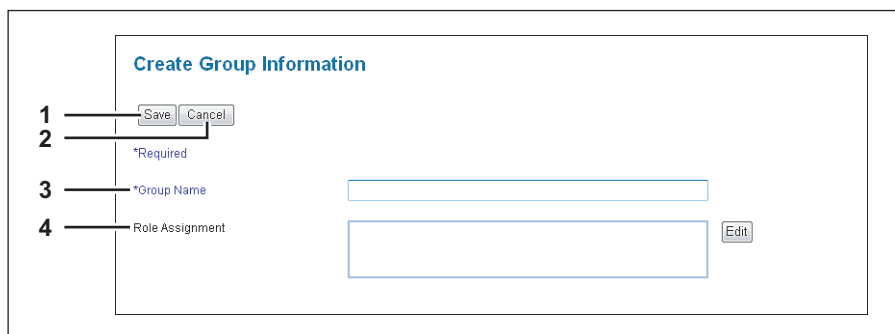 Create Group Information
1 Save Cancel
2
*Required
3 *Group Name
4 Role Assignment Edit